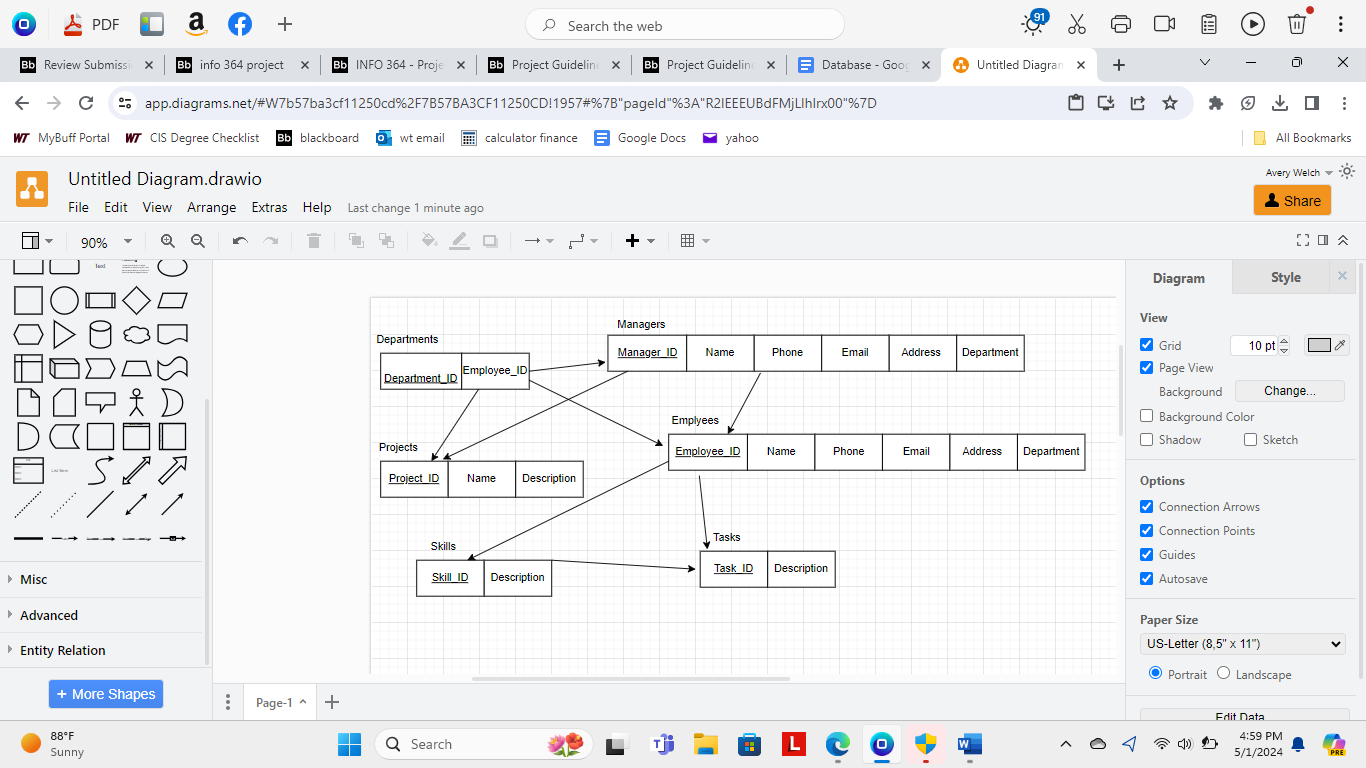 PDF
Search the web
91
Review Submissi
info 364 project
INFO 364 - Proje
Project Guideline
Project Guideline
Database - Goog
Untitled Diagram
app.diagrams.net/#W7b57ba3cf11250cd%2F7B57BA3CF11250CD!1957#%7B"pageId"%3A"R2IEEEUBdFMjLIhIrx00"%7D
MyBuff Portal
CIS Degree Checklist
blackboard
wt email
calculator finance
Google Docs
yahoo
All Bookmarks
Untitled Diagram.drawio
Avery Welch
File Edit View Arrange Extras Help Last change 1 minute ago
Share
90%
Text
Diagram
Style
View
Grid
10 pt
Page View
Background
Change...
Background Color
Shadow
Sketch
Options
Connection Arrows
Connection Points
Guides
Autosave
Paper Size
US-Letter (8,5" x 11")
Portrait
Landscape
Edit Data
Managers
Manager_ID Name Phone Email Address Department
Departments
Department_ID Employee_ID
Emplyees
Employee_ID Name Phone Email Address Department
Projects
Project_ID Name Description
Skills
Skill_ID Description
Tasks
Task_ID Description
Misc
Advanced
Entity Relation
+ More Shapes
Page-1
88°F
Sunny
Search
4:59 PM
5/1/2024
PRE